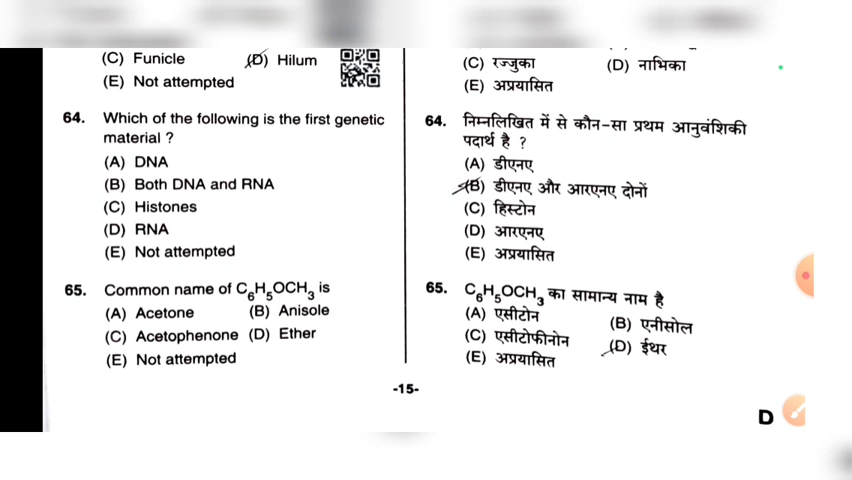 (C) Funicle (D) Hilum
(E) Not attempted
64. Which of the following is the first genetic
material ?
(A) DNA
(B) Both DNA and RNA
(C) Histones
(D) RNA
(E) Not attempted
65. Common name of C6H5OCH3 is
(A) Acetone (B) Anisole
(C) Acetophenone (D) Ether
(E) Not attempted
(C) रज्जुका (D) नाभिका
(E) अप्रयासित
64. निम्नलिखित में से कौन-सा प्रथम आनुवंशिकी
पदार्थ है ?
(A) डीएनए
(B) डीएनए और आरएनए दोनों
(C) हिस्टोन
(D) आरएनए
(E) अप्रयासित
65. C6H5OCH3 का सामान्य नाम है
(A) एसीटोन (B) एनीसोल
(C) एसीटोफीनोन (D) ईथर
(E) अप्रयासित
-15-
D